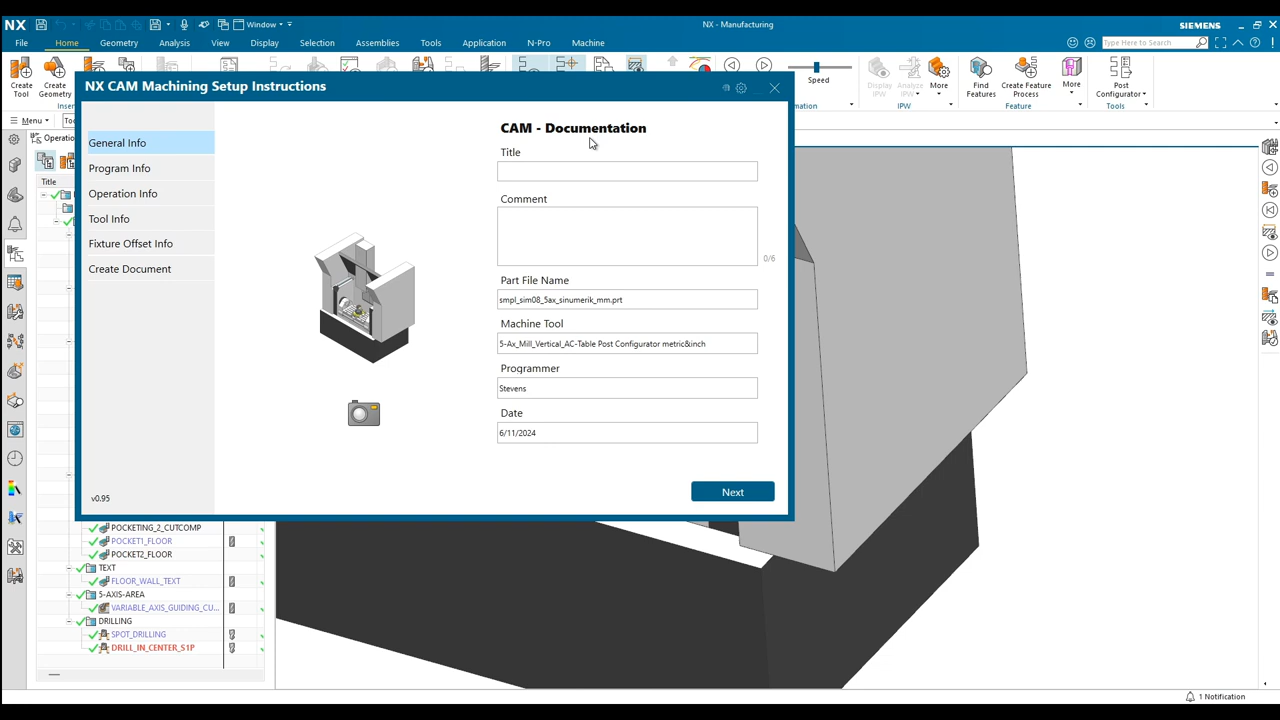 NX
Window
NX - Manufacturing
SIEMENS
File Home Geometry Analysis View Display Selection Assemblies Tools Application N-Pro Machine
Type Here to Search
Create Tool
Create Geometry
Speed
Display IPW
Analyze IPW
More
Find Features
Create Feature Process
More
Post Configurator
IPW
Feature
Tools
Menu
NX CAM Machining Setup Instructions
General Info
Program Info
Operation Info
Tool Info
Fixture Offset Info
Create Document
v0.95
CAM - Documentation
Title
Comment
0/6
Part File Name
smpl_sim08_5ax_sinumerik_mm.prt
Machine Tool
5-Ax_Mill_Vertical_AC-Table Post Configurator metric&inch
Programmer
Stevens
Date
6/11/2024
Next
Title
POCKETING_2_CUTCOMP
POCKET1_FLOOR
POCKET2_FLOOR
TEXT
FLOOR_WALL_TEXT
5-AXIS-AREA
VARIABLE_AXIS_GUIDING_CU...
DRILLING
SPOT_DRILLING
DRILL_IN_CENTER_S1P
1 Notification